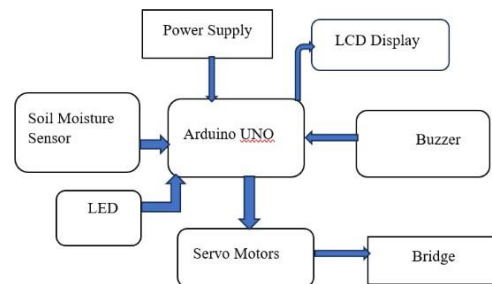 Power Supply
LCD Display
Soil Moisture
Sensor
Arduino UNO
Buzzer
LED
Servo Motors
Bridge